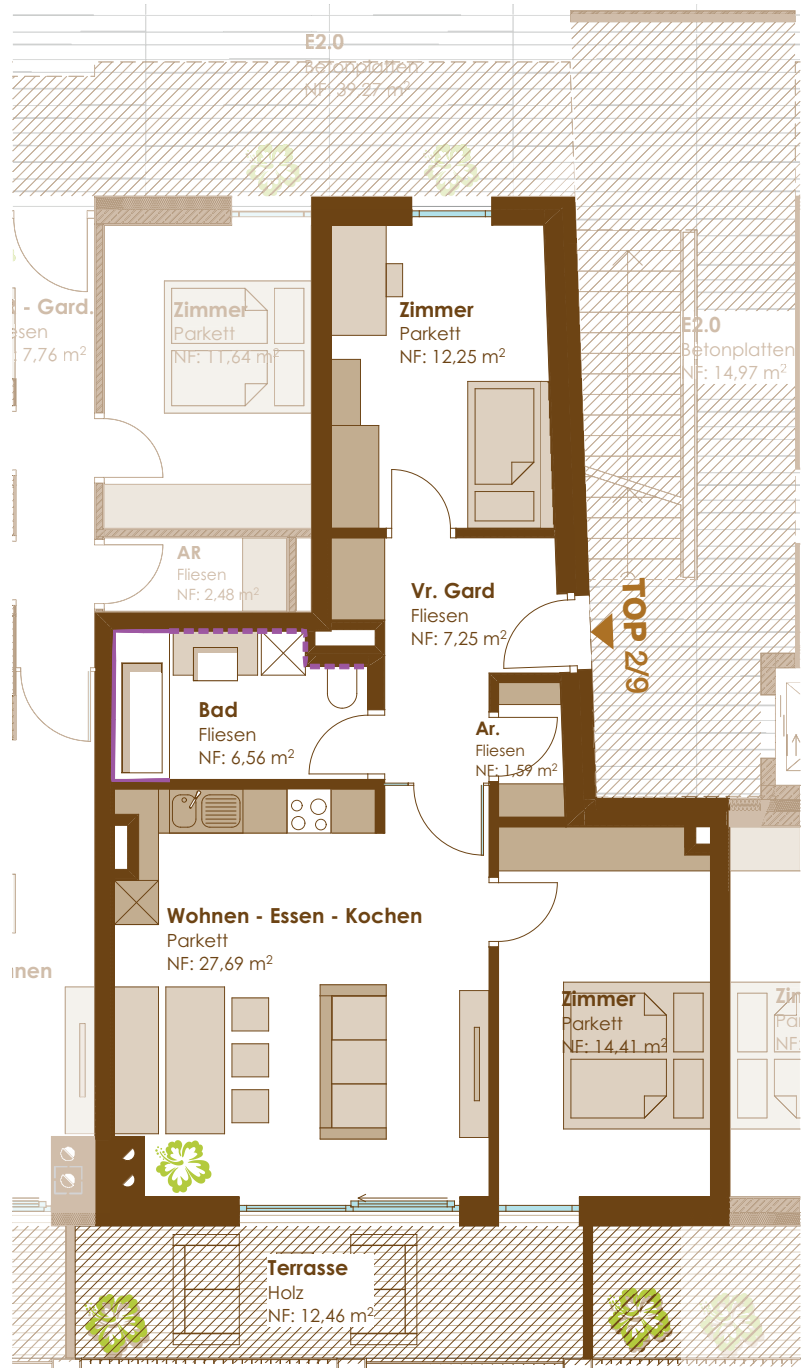 E2.0
Betonplatten
NF: 39,27 m²
- Gard.
esen
7,76 m²
Zimmer
Parkett
NF: 11,64 m²
Zimmer
Parkett
NF: 12,25 m²
E2.0
Betonplatten
NF: 14,97 m²
AR
Fliesen
NF: 2,48 m²
Vr. Gard
Fliesen
NF: 7,25 m²
TOP 2/9
Bad
Fliesen
NF: 6,56 m²
Ar.
Fliesen
NF: 1,59 m²
Wohnen - Essen - Kochen
Parkett
NF: 27,69 m²
nen
Zimmer
Parkett
NF: 14,41 m²
Zin
Par
NF:
Terrasse
Holz
NF: 12,46 m²